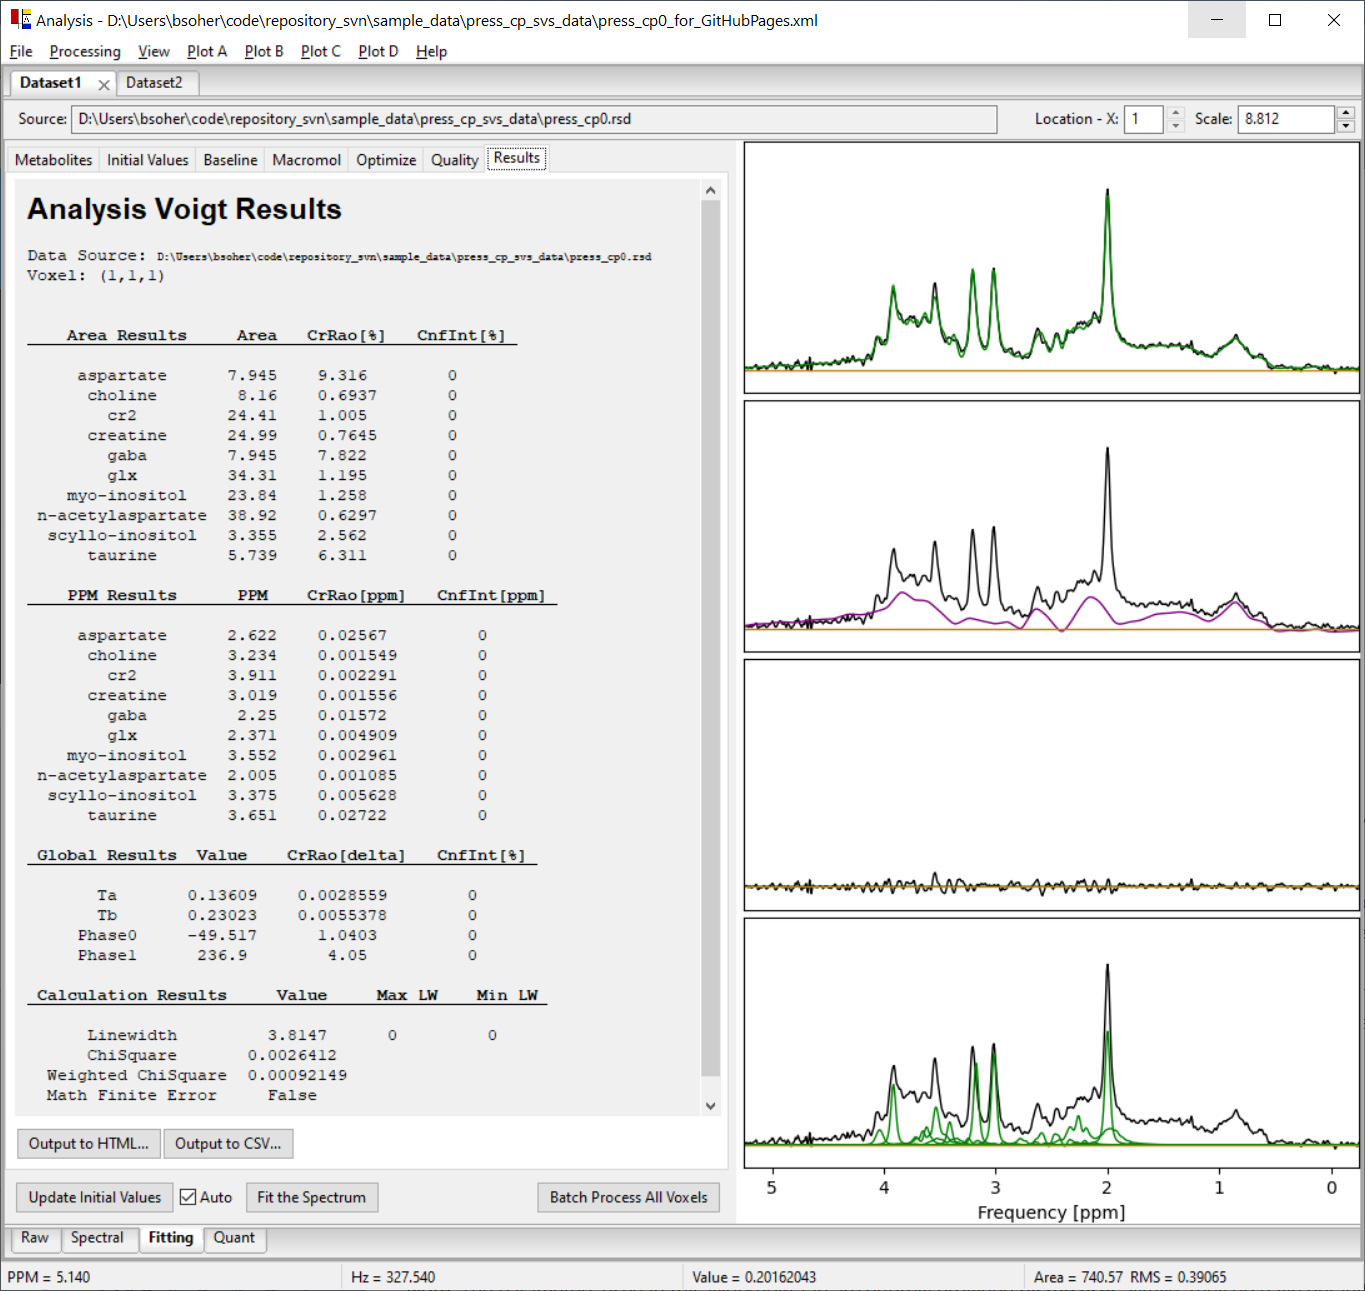 Analysis - D:\Users\bsoher\code\repository_svn\sample_data\press_cp_svs_data\press_cp0_for_GitHubPages.xml
File Processing View Plot A Plot B Plot C Plot D Help
Dataset1 Dataset2
Source: D:\Users\bsoher\code\repository_svn\sample_data\press_cp_svs_data\press_cp0.rsd Location - X: 1 Scale: 8.812
Metabolites Initial Values Baseline Macromol Optimize Quality Results
Analysis Voigt Results
Data Source: D:\Users\bsoher\code\repository_svn\sample_data\press_cp_svs_data\press_cp0.rsd
Voxel: (1,1,1)
Area Results Area CrRao[%] CnfInt[%]
aspartate 7.945 9.316 0
choline 8.16 0.6937 0
cr2 24.41 1.005 0
creatine 24.99 0.7645 0
gaba 7.945 7.822 0
glx 34.31 1.195 0
myo-inositol 23.84 1.258 0
n-acetylaspartate 38.92 0.6297 0
scyllo-inositol 3.355 2.562 0
taurine 5.739 6.311 0
PPM Results PPM CrRao[ppm] CnfInt[ppm]
aspartate 2.622 0.02567 0
choline 3.234 0.001549 0
cr2 3.911 0.002291 0
creatine 3.019 0.001556 0
gaba 2.25 0.01572 0
glx 2.371 0.004909 0
myo-inositol 3.552 0.002961 0
n-acetylaspartate 2.005 0.001085 0
scyllo-inositol 3.375 0.005628 0
taurine 3.651 0.02722 0
Global Results Value CrRao[delta] CnfInt[%]
Ta 0.13609 0.0028559 0
Tb 0.23023 0.0055378 0
Phase0 -49.517 1.0403 0
Phase1 236.9 4.05 0
Calculation Results Value Max LW Min LW
Linewidth 3.8147 0 0
ChiSquare 0.0026412
Weighted ChiSquare 0.00092149
Math Finite Error False
Output to HTML... Output to CSV...
Update Initial Values Auto Fit the Spectrum Batch Process All Voxels
5 4 3 2 1 0
Frequency [ppm]
Raw Spectral Fitting Quant
PPM = 5.140 Hz = 327.540 Value = 0.20162043 Area = 740.57 RMS = 0.39065